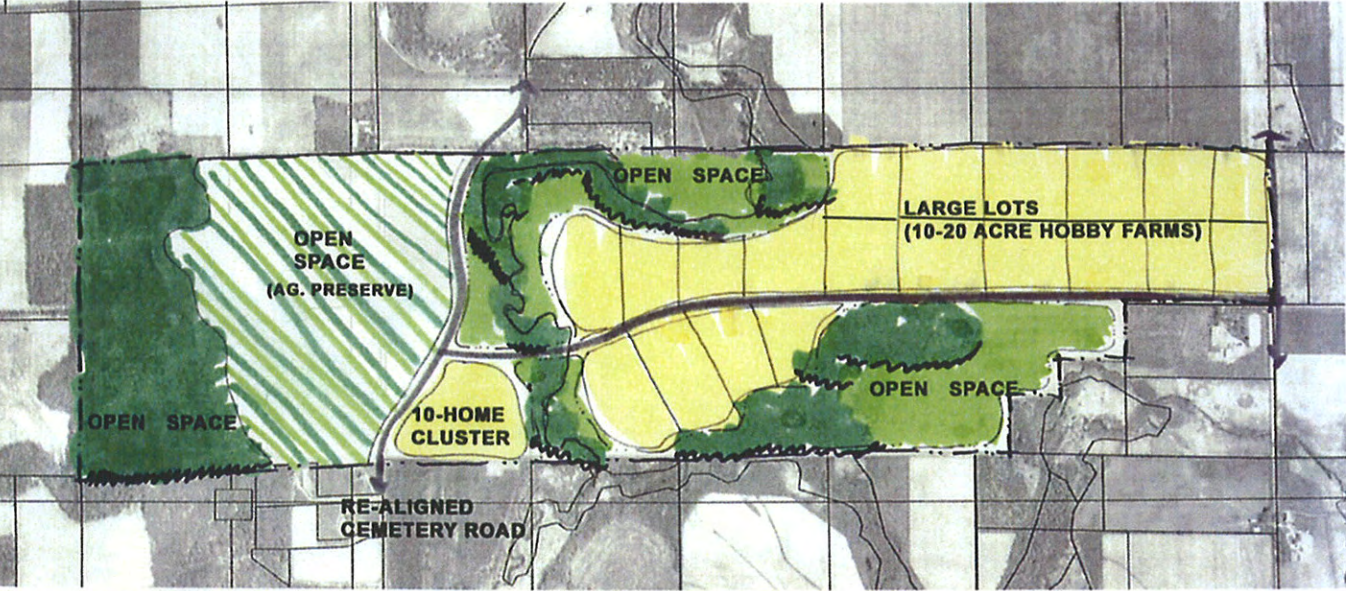 OPEN SPACE
LARGE LOTS
(10-20 ACRE HOBBY FARMS)
OPEN
SPACE
(AG. PRESERVE)
OPEN SPACE
OPEN SPACE
10-HOME
CLUSTER
RE-ALIGNED
CEMETERY ROAD